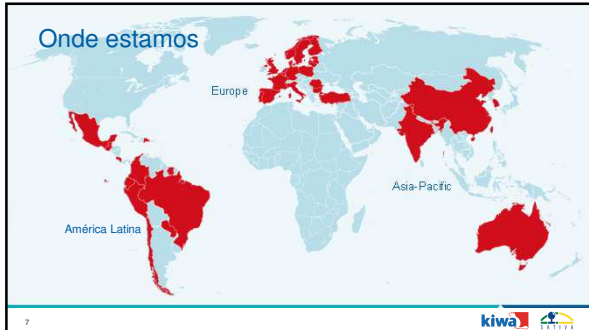 Onde estamos
Europe
Asia-Pacific
América Latina
7
kiwa
SATIVA